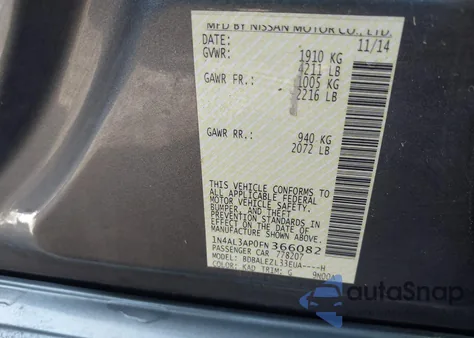 MFD BY NISSAN MOTOR CO., LTD.
DATE: 11/14
GVWR: 1910 KG
4211 LB
GAWR FR.: 1005 KG
2216 LB
GAWR RR.: 940 KG
2072 LB
THIS VEHICLE CONFORMS TO
ALL APPLICABLE FEDERAL
MOTOR VEHICLE SAFETY,
BUMPER, AND THEFT
PREVENTION STANDARDS
IN EFFECT ON THE DATE OF
MANUFACTURE SHOWN ABOVE.
1N4AL3AP0FN366082
PASSENGER CAR 778207
MODEL: BDBALEZL33EUA----H
COLOR: KAD TRIM: G 9N00A
autoSnap